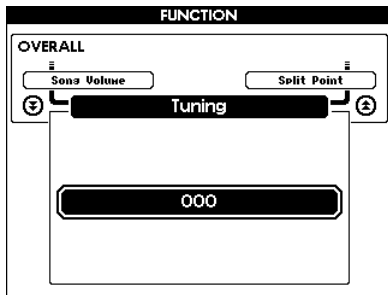 FUNCTION
OVERALL
Song Volume
Split Point
Tuning
000